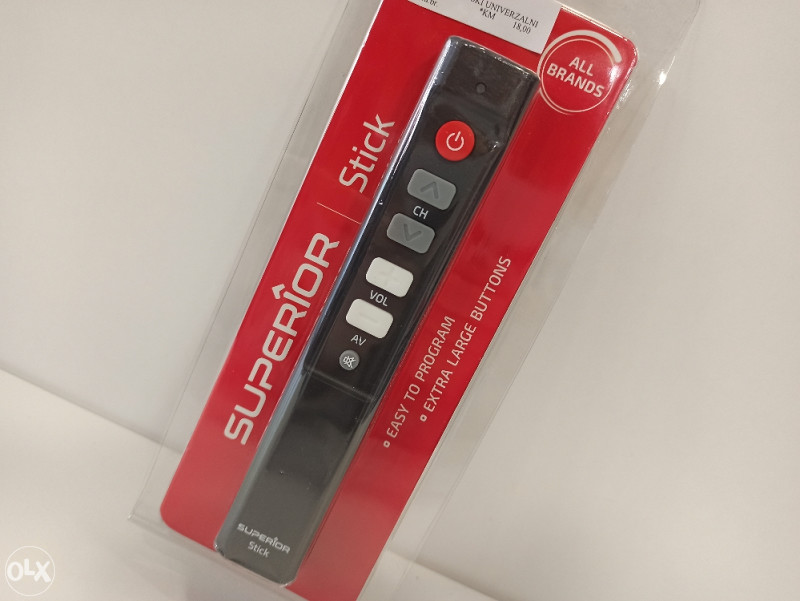 UNIVERZALNI
*KM 18,00
ALL
BRANDS
SUPERIOR | Stick
CH
VOL
AV
EASY TO PROGRAM
EXTRA LARGE BUTTONS
SUPERIOR
Stick
OLX